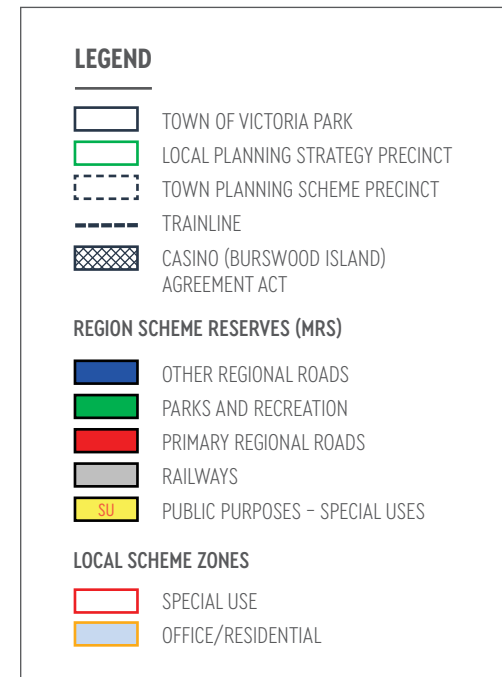 LEGEND
TOWN OF VICTORIA PARK
LOCAL PLANNING STRATEGY PRECINCT
TOWN PLANNING SCHEME PRECINCT
TRAINLINE
CASINO (BURSWOOD ISLAND)
AGREEMENT ACT
REGION SCHEME RESERVES (MRS)
OTHER REGIONAL ROADS
PARKS AND RECREATION
PRIMARY REGIONAL ROADS
RAILWAYS
SU PUBLIC PURPOSES – SPECIAL USES
LOCAL SCHEME ZONES
SPECIAL USE
OFFICE/RESIDENTIAL